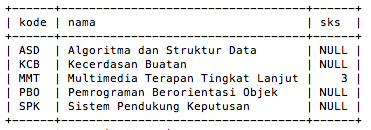 +------+-----------------------------------+------+
| kode | nama                              | sks  |
+------+-----------------------------------+------+
| ASD  | Algoritma dan Struktur Data       | NULL |
| KCB  | Kecerdasan Buatan                 | NULL |
| MMT  | Multimedia Terapan Tingkat Lanjut |    3 |
| PBO  | Pemrograman Berorientasi Objek    | NULL |
| SPK  | Sistem Pendukung Keputusan        | NULL |
+------+-----------------------------------+------+